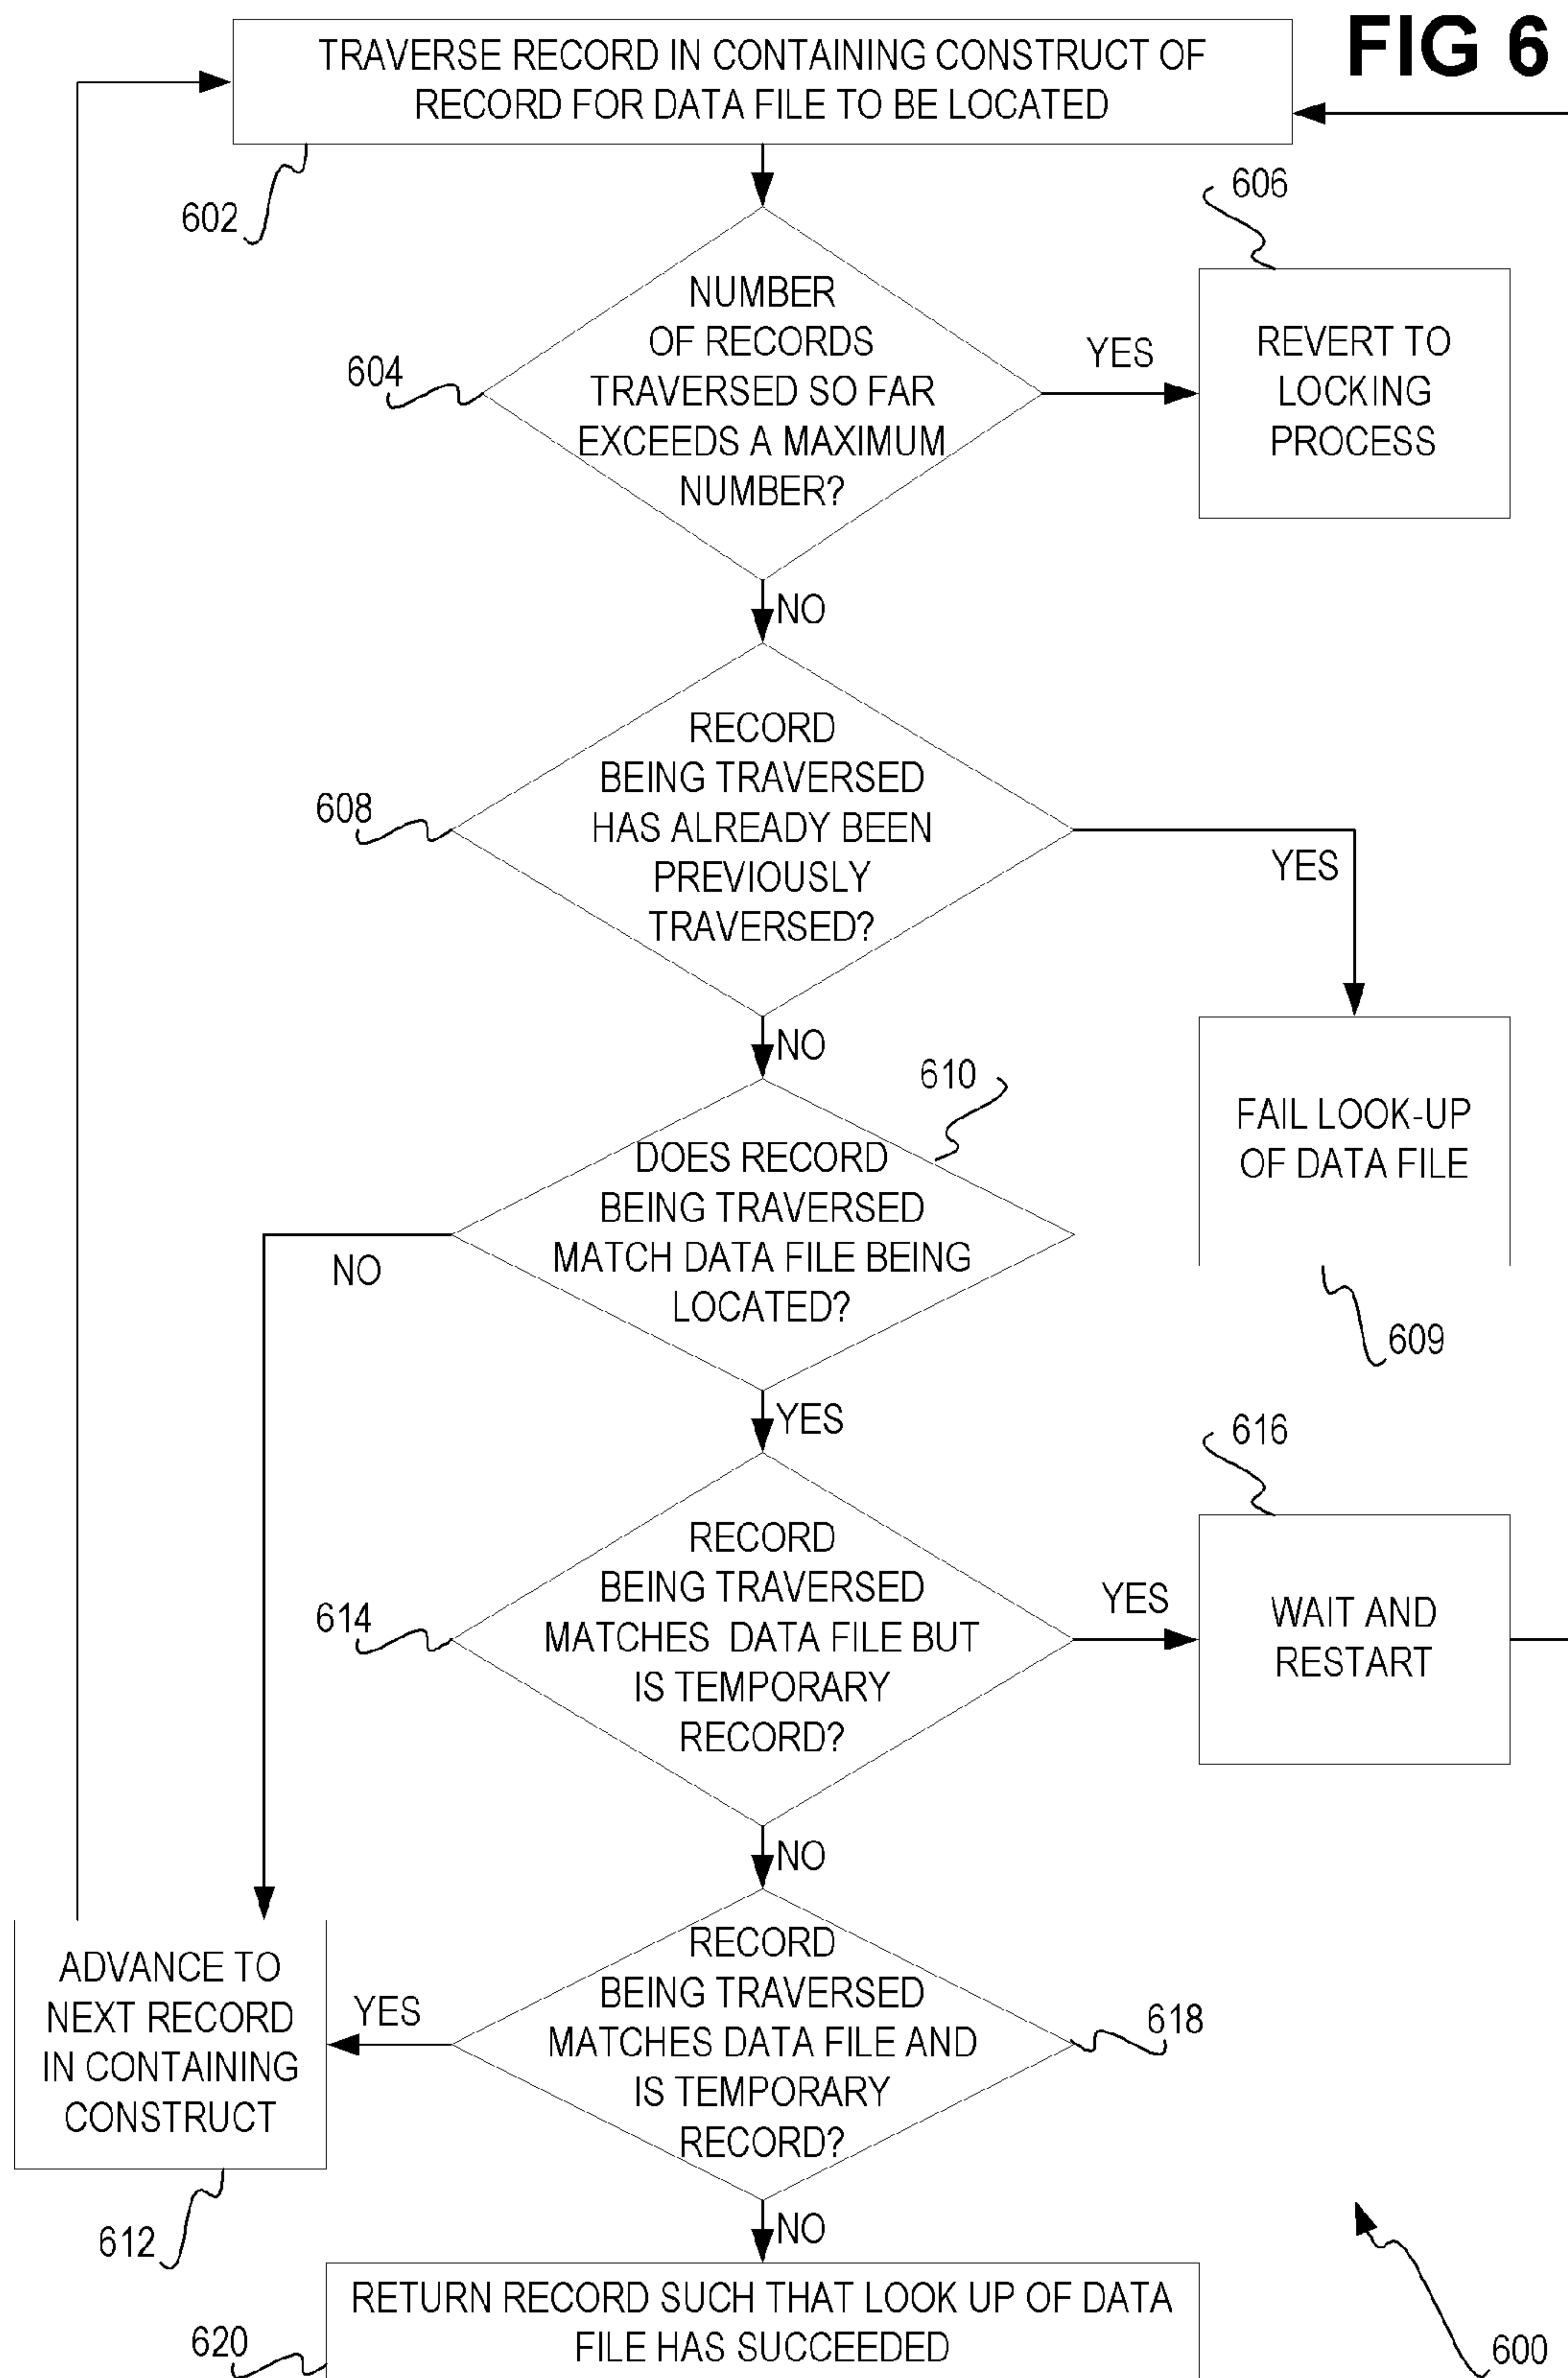 FIG 6
TRAVERSE RECORD IN CONTAINING CONSTRUCT OF
RECORD FOR DATA FILE TO BE LOCATED
602
606
NUMBER
OF RECORDS
TRAVERSED SO FAR
EXCEEDS A MAXIMUM
NUMBER?
604
YES
REVERT TO
LOCKING
PROCESS
NO
RECORD
BEING TRAVERSED
HAS ALREADY BEEN
PREVIOUSLY
TRAVERSED?
608
YES
NO
610
FAIL LOOK-UP
OF DATA FILE
609
DOES RECORD
BEING TRAVERSED
MATCH DATA FILE BEING
LOCATED?
NO
YES
616
RECORD
BEING TRAVERSED
MATCHES DATA FILE BUT
IS TEMPORARY
RECORD?
614
YES
WAIT AND
RESTART
NO
RECORD
BEING TRAVERSED
MATCHES DATA FILE AND
IS TEMPORARY
RECORD?
618
YES
ADVANCE TO
NEXT RECORD
IN CONTAINING
CONSTRUCT
612
NO
RETURN RECORD SUCH THAT LOOK UP OF DATA
FILE HAS SUCCEEDED
620
600